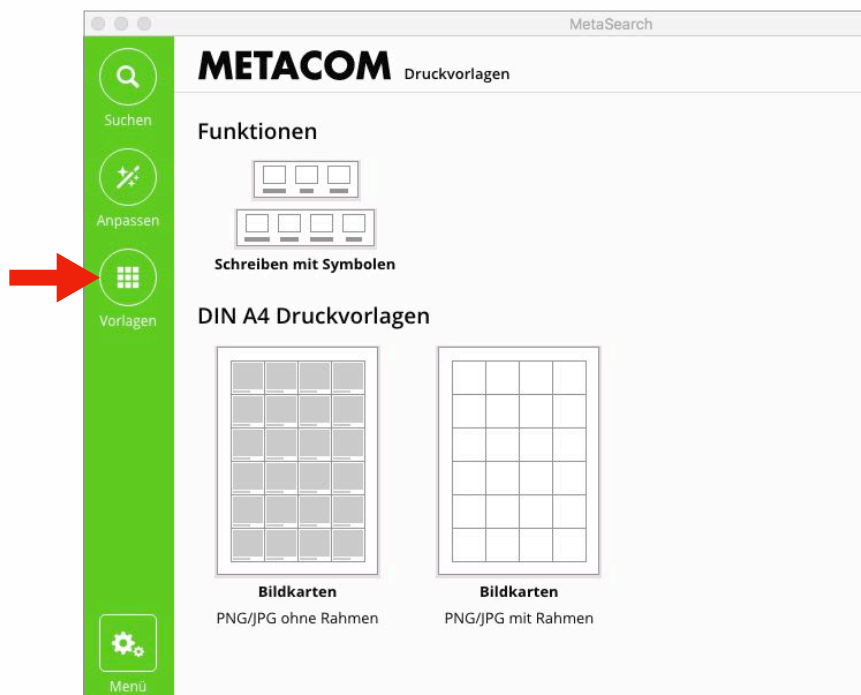 MetaSearch
METACOM Druckvorlagen
Suchen
Anpassen
Vorlagen
Menü
Funktionen
Schreiben mit Symbolen
DIN A4 Druckvorlagen
Bildkarten
PNG/JPG ohne Rahmen
Bildkarten
PNG/JPG mit Rahmen